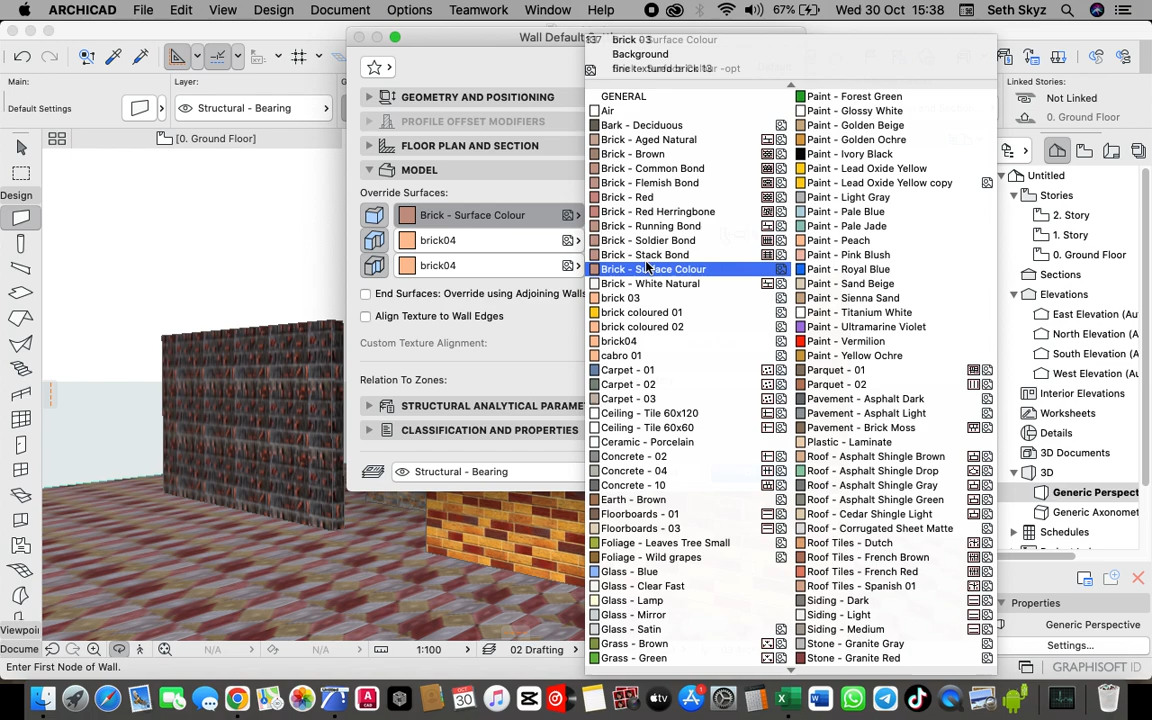 ARCHICAD File Edit View Design Document Options Teamwork Window Help 67% Wed 30 Oct 15:38 Seth Skyz
Wall Default Se
Main:
Default Settings
Layer:
Structural - Bearing
G
[0. Ground Floor]
Design
Viewpoi
Docume
GEOMETRY AND POSITIONING
PROFILE OFFSET MODIFIERS
FLOOR PLAN AND SECTION
MODEL
Override Surfaces:
Brick - Surface Colour
brick04
brick04
End Surfaces: Override using Adjoining Walls
Align Texture to Wall Edges
Custom Texture Alignment:
Relation To Zones:
STRUCTURAL ANALYTICAL PARAME
CLASSIFICATION AND PROPERTIES
Structural - Bearing
Background
GENERAL
Air
Bark - Deciduous
Brick - Aged Natural
Brick - Brown
Brick - Common Bond
Brick - Flemish Bond
Brick - Red
Brick - Red Herringbone
Brick - Running Bond
Brick - Soldier Bond
Brick - Stack Bond
Brick - Surface Colour
Brick - White Natural
brick 03
brick coloured 01
brick coloured 02
brick04
cabro 01
Carpet - 01
Carpet - 02
Carpet - 03
Ceiling - Tile 60x120
Ceiling - Tile 60x60
Ceramic - Porcelain
Concrete - 02
Concrete - 04
Concrete - 10
Earth - Brown
Floorboards - 01
Floorboards - 03
Foliage - Leaves Tree Small
Foliage - Wild grapes
Glass - Blue
Glass - Clear Fast
Glass - Lamp
Glass - Mirror
Glass - Satin
Grass - Brown
Grass - Green
Paint - Forest Green
Paint - Glossy White
Paint - Golden Beige
Paint - Golden Ochre
Paint - Ivory Black
Paint - Lead Oxide Yellow
Paint - Lead Oxide Yellow copy
Paint - Light Gray
Paint - Pale Blue
Paint - Pale Jade
Paint - Peach
Paint - Pink Blush
Paint - Royal Blue
Paint - Sand Beige
Paint - Sienna Sand
Paint - Titanium White
Paint - Ultramarine Violet
Paint - Vermilion
Paint - Yellow Ochre
Parquet - 01
Parquet - 02
Pavement - Asphalt Dark
Pavement - Asphalt Light
Pavement - Brick Moss
Plastic - Laminate
Roof - Asphalt Shingle Brown
Roof - Asphalt Shingle Drop
Roof - Asphalt Shingle Gray
Roof - Asphalt Shingle Green
Roof - Cedar Shingle Light
Roof - Corrugated Sheet Matte
Roof Tiles - Dutch
Roof Tiles - French Brown
Roof Tiles - French Red
Roof Tiles - Spanish 01
Siding - Dark
Siding - Light
Siding - Medium
Stone - Granite Gray
Stone - Granite Red
Linked Stories:
Not Linked
0. Ground Floor
Untitled
Stories
2. Story
1. Story
0. Ground Floor
Sections
Elevations
East Elevation (Au
North Elevation (A
South Elevation (A
West Elevation (Au
Interior Elevations
Worksheets
Details
3D Documents
3D
Generic Perspect
Generic Axonomet
Schedules
Properties
Generic Perspective
Settings...
N/A N/A 1:100 02 Drafting
Enter First Node of Wall.
GRAPHISOFT ID